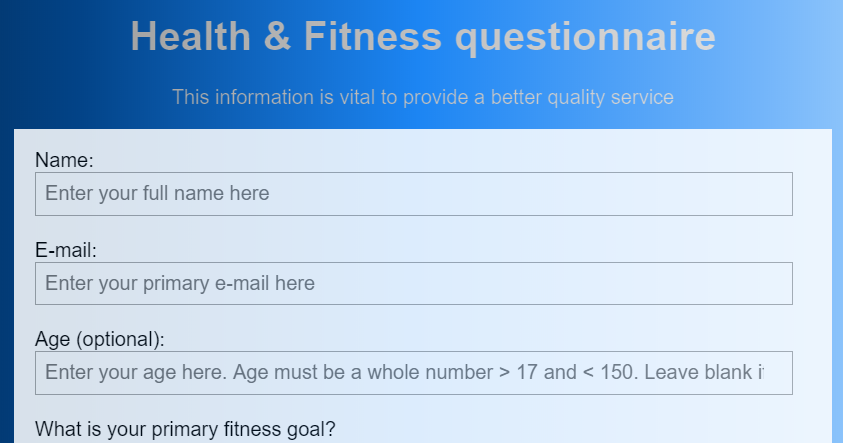 Health & Fitness questionnaire
This information is vital to provide a better quality service
Name:
Enter your full name here
E-mail:
Enter your primary e-mail here
Age (optional):
Enter your age here. Age must be a whole number > 17 and < 150. Leave blank
What is your primary fitness goal?